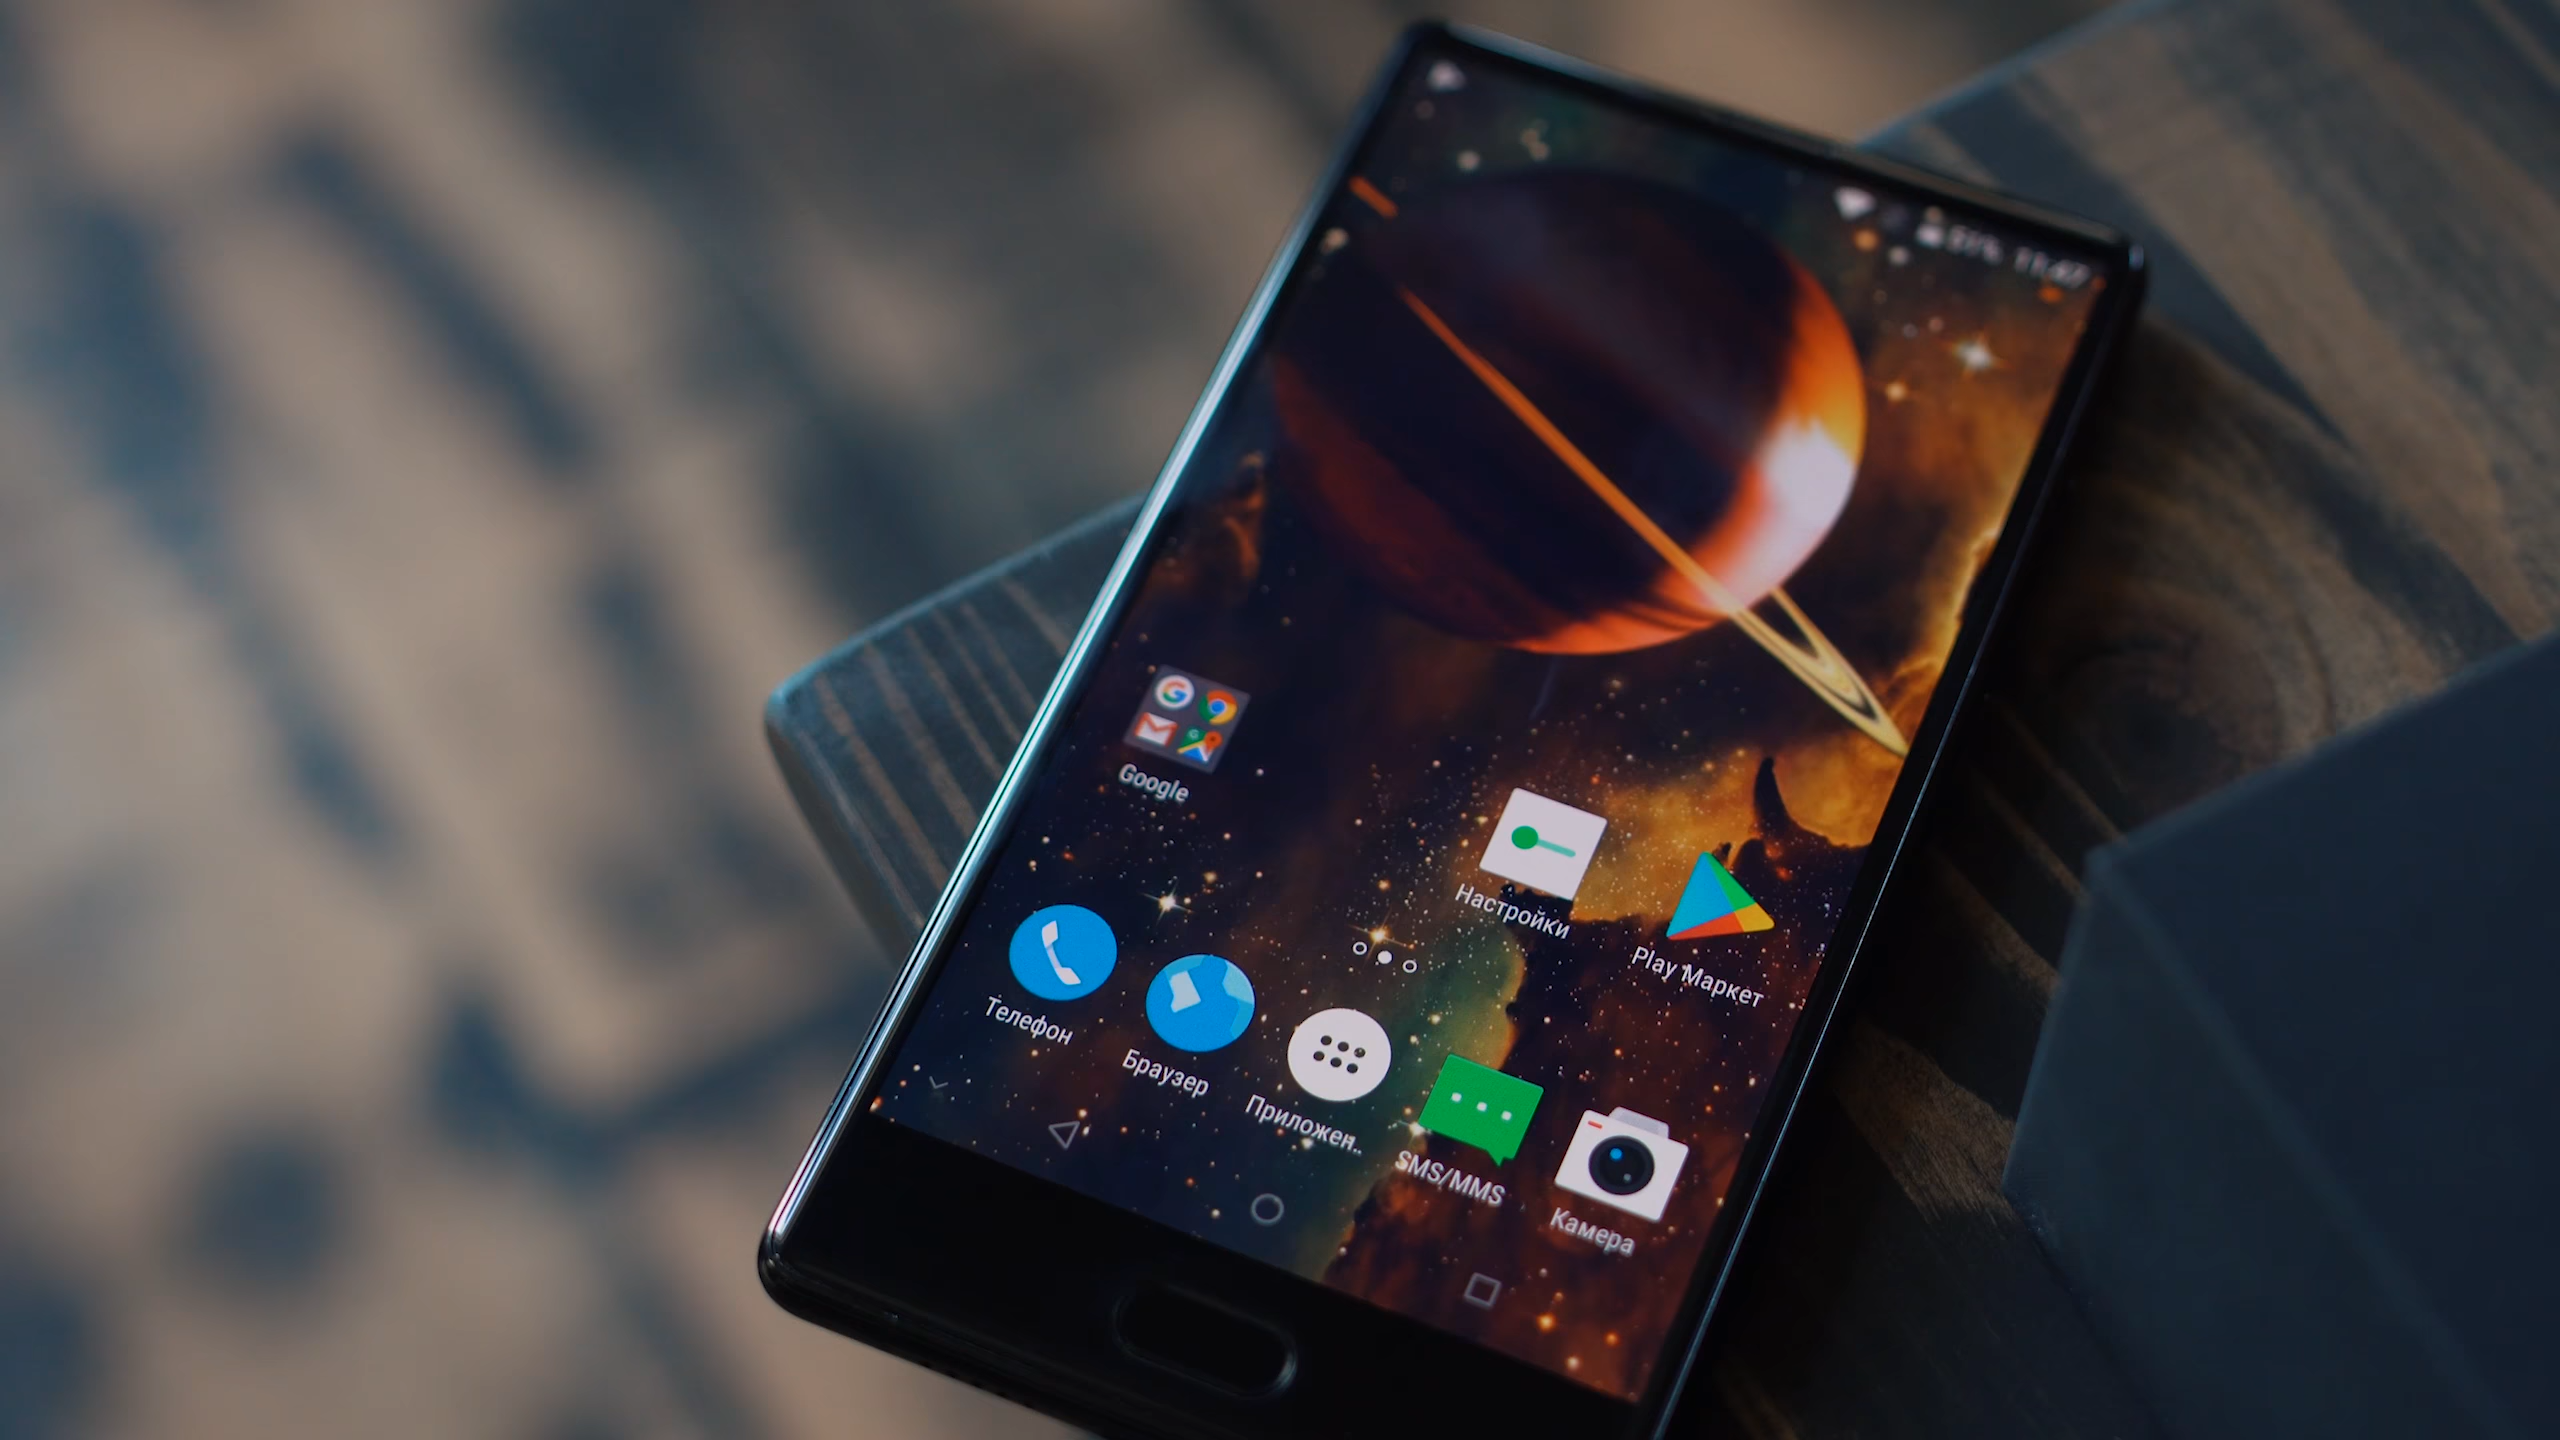 Google
Настройки
Play Маркет
Телефон
Браузер
Приложен..
SMS/MMS
Камера